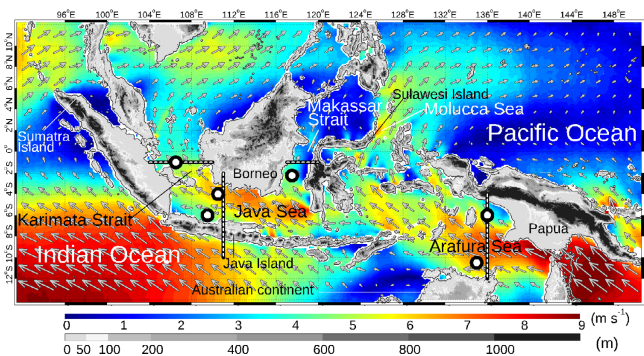 96°E 100°E 104°E 108°E 112°E 116°E 120°E 124°E 128°E 132°E 136°E 140°E 144°E 148°E
10°N
8°N
6°N
4°N
2°N
0°
2°S
4°S
6°S
8°S
10°S
12°S
Sulawesi Island
Makassar
Strait
Molucca Sea
Sumatra
Island
Pacific Ocean
Borneo
Karimata Strait
Java Sea
Papua
Arafura Sea
Indian Ocean
Java Island
Australian continent
0 1 2 3 4 5 6 7 8 9 (m s⁻¹)
0 50 100 200 400 600 800 1000 (m)